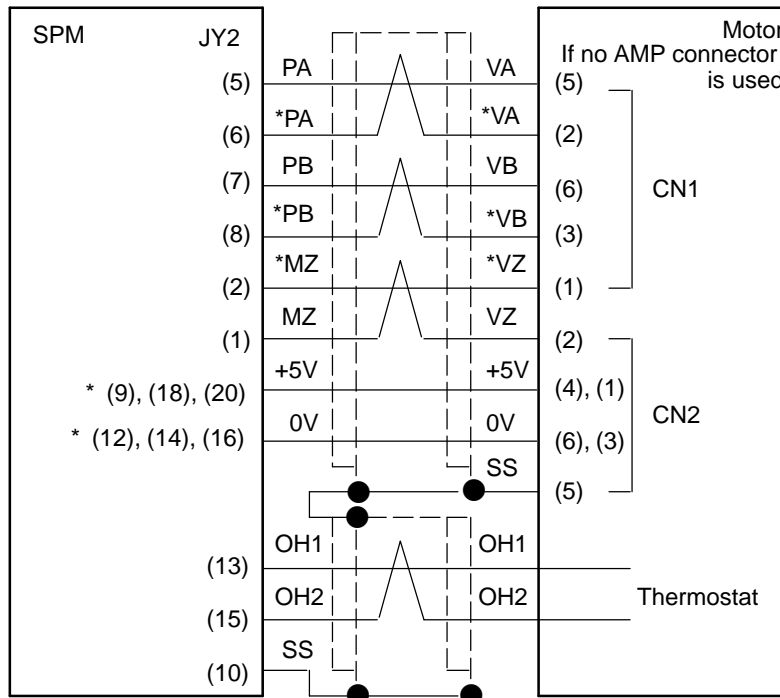 SPM JY2 Motor
If no AMP connector
is used
(5) PA VA (5)
(6) *PA *VA (2)
(7) PB VB (6)
CN1
(8) *PB *VB (3)
(2) *MZ *VZ (1)
(1) MZ VZ (2)
* (9), (18), (20) +5V +5V (4), (1)
CN2
* (12), (14), (16) 0V 0V (6), (3)
SS (5)
(13) OH1 OH1
Thermostat
(15) OH2 OH2
(10) SS